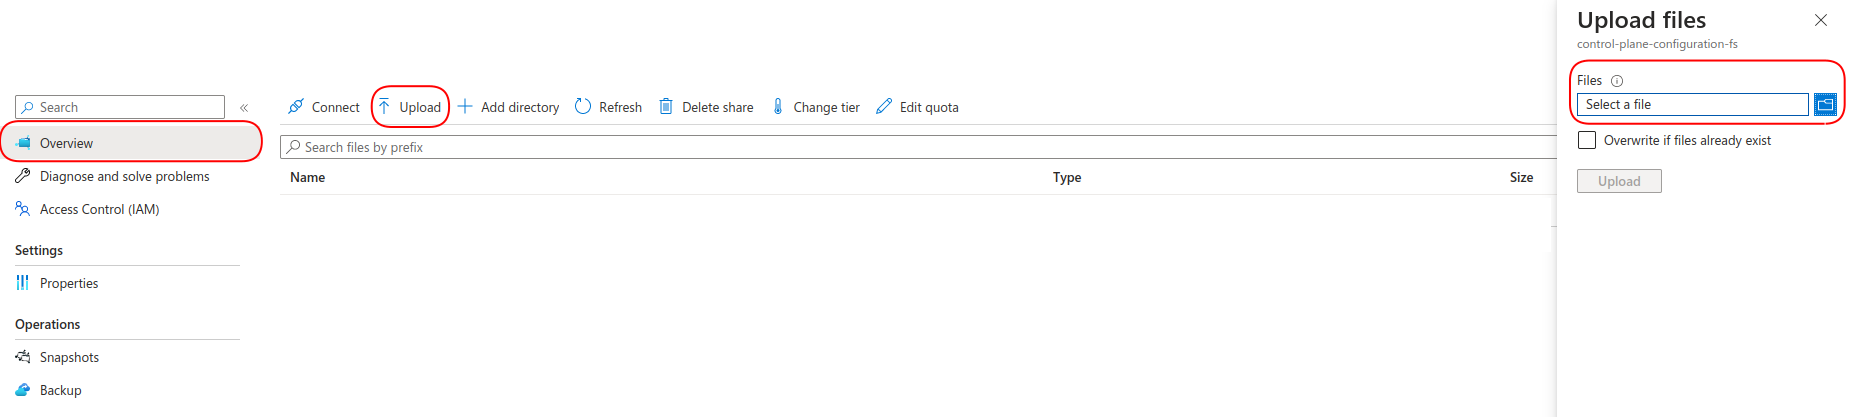 Search
«
Overview
Diagnose and solve problems
Access Control (IAM)
Settings
Properties
Operations
Snapshots
Backup
Connect Upload Add directory Refresh Delete share Change tier Edit quota
Search files by prefix
Name Type Size
Upload files
control-plane-configuration-fs
Files
Select a file
Overwrite if files already exist
Upload